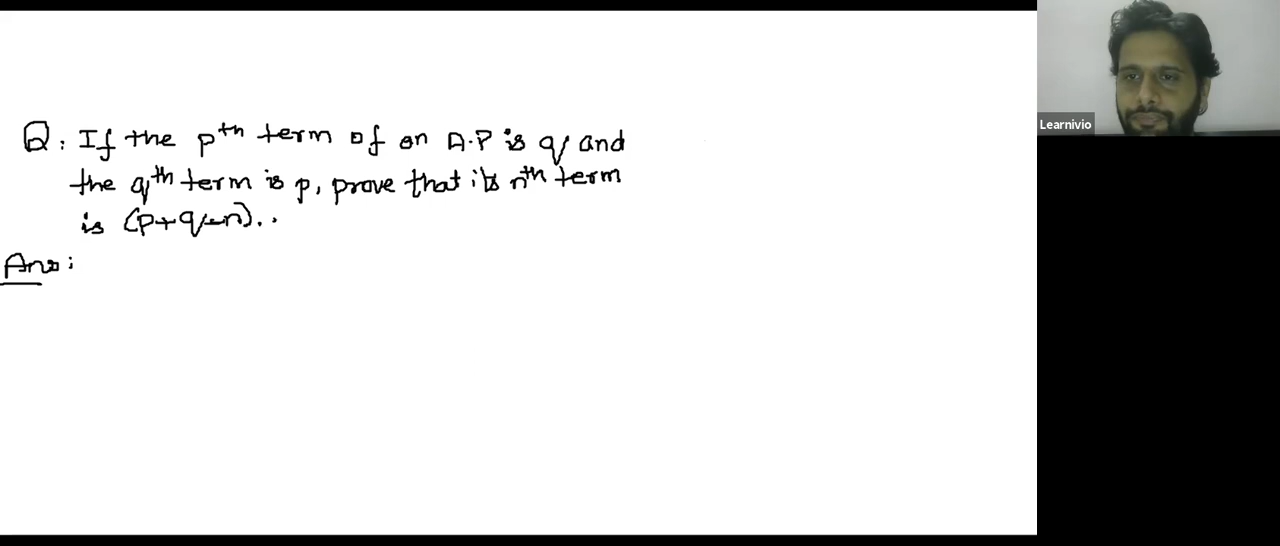 Q: If the pth term of an A.P is q and
the qth term is p, prove that it's nth term
is (p+q-n)..
Ans:
Learnivio